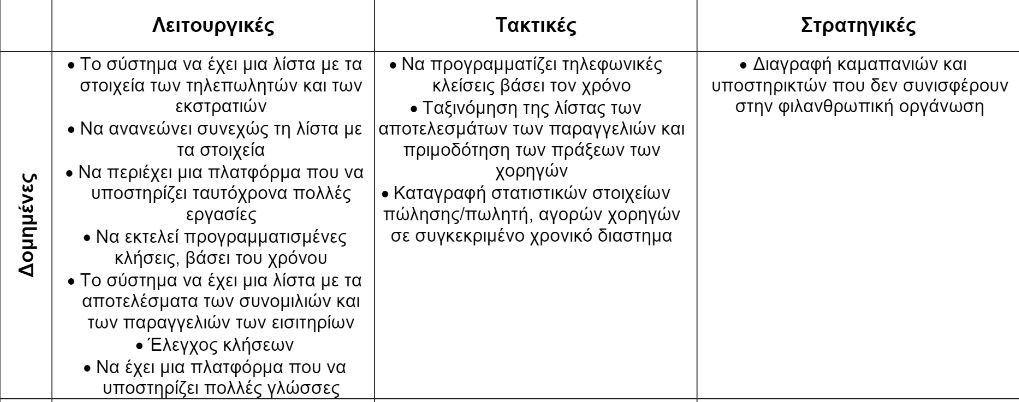 Λειτουργικές
Τακτικές
Στρατηγικές
Δομημένες
• Το σύστημα να έχει μια λίστα με τα
στοιχεία των τηλεπωλητών και των
εκστρατιών
• Να ανανεώνει συνεχώς τη λίστα με
τα στοιχεία
• Να περιέχει μια πλατφόρμα που να
υποστηρίζει ταυτόχρονα πολλές
εργασίες
• Να εκτελεί προγραμματισμένες
κλήσεις, βάσει του χρόνου
• Το σύστημα να έχει μια λίστα με τα
αποτελέσματα των συνομιλιών και
των παραγγελιών των εισιτηρίων
• Έλεγχος κλήσεων
• Να έχει μια πλατφόρμα που να
υποστηρίζει πολλές γλώσσες
• Να προγραμματίζει τηλεφωνικές
κλείσεις βάσει τον χρόνο
• Ταξινόμηση της λίστας των
αποτελεσμάτων των παραγγελιών και
πριμοδότηση των πράξεων των
χορηγών
• Καταγραφή στατιστικών στοιχείων
πώλησης/πωλητή, αγορών χορηγών
σε συγκεκριμένο χρονικό διαστημα
• Διαγραφή καμαπανιών και
υποστηρικτών που δεν συνισφέρουν
στην φιλανθρωπική οργάνωση